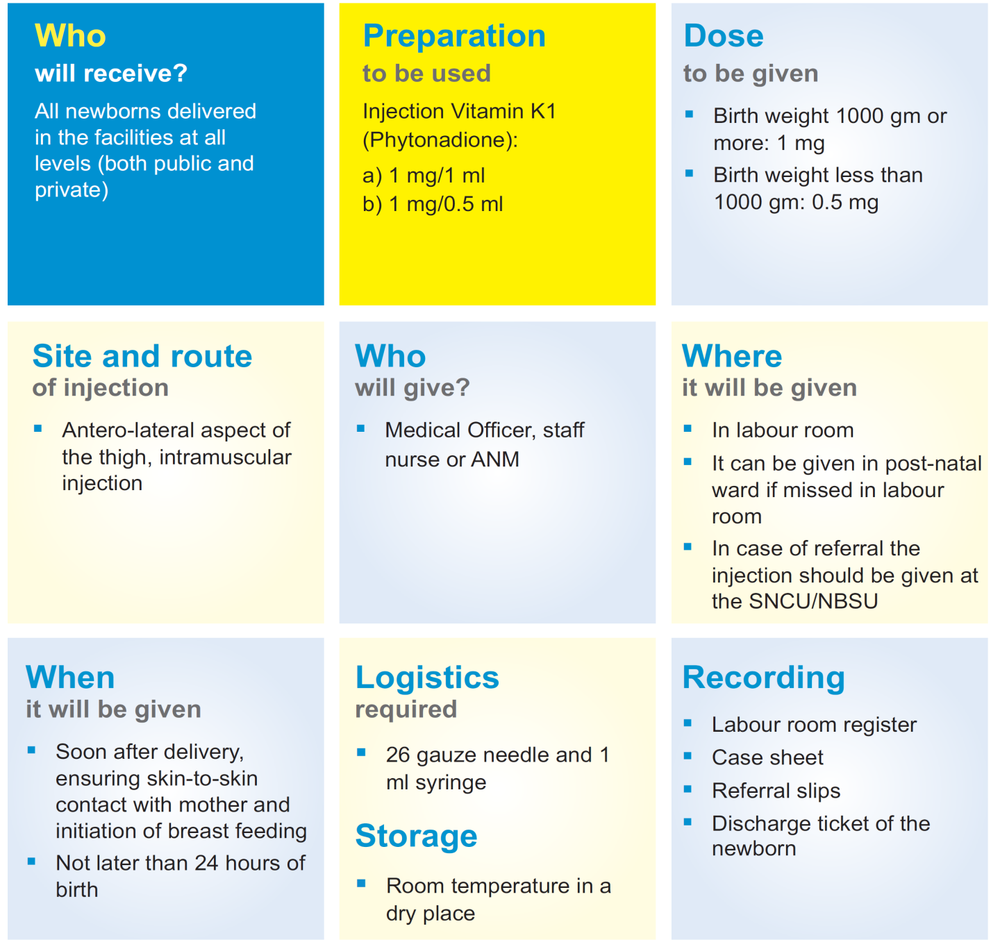 Who
will receive?
All newborns delivered
in the facilities at all
levels (both public and
private)
Preparation
to be used
Injection Vitamin K1
(Phytonadione):
a) 1 mg/1 ml
b) 1 mg/0.5 ml
Dose
to be given
▪ Birth weight 1000 gm or
more: 1 mg
▪ Birth weight less than
1000 gm: 0.5 mg
Site and route
of injection
▪ Antero-lateral aspect of
the thigh, intramuscular
injection
Who
will give?
▪ Medical Officer, staff
nurse or ANM
Where
it will be given
▪ In labour room
▪ It can be given in post-natal
ward if missed in labour
room
▪ In case of referral the
injection should be given at
the SNCU/NBSU
When
it will be given
▪ Soon after delivery,
ensuring skin-to-skin
contact with mother and
initiation of breast feeding
▪ Not later than 24 hours of
birth
Logistics
required
▪ 26 gauze needle and 1
ml syringe
Storage
▪ Room temperature in a
dry place
Recording
▪ Labour room register
▪ Case sheet
▪ Referral slips
▪ Discharge ticket of the
newborn